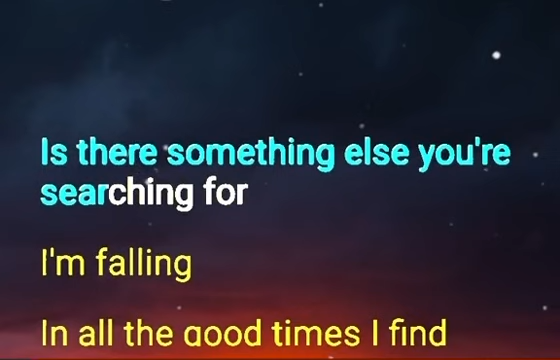 Is there something else you're
searching for
I'm falling
In all the good times I find